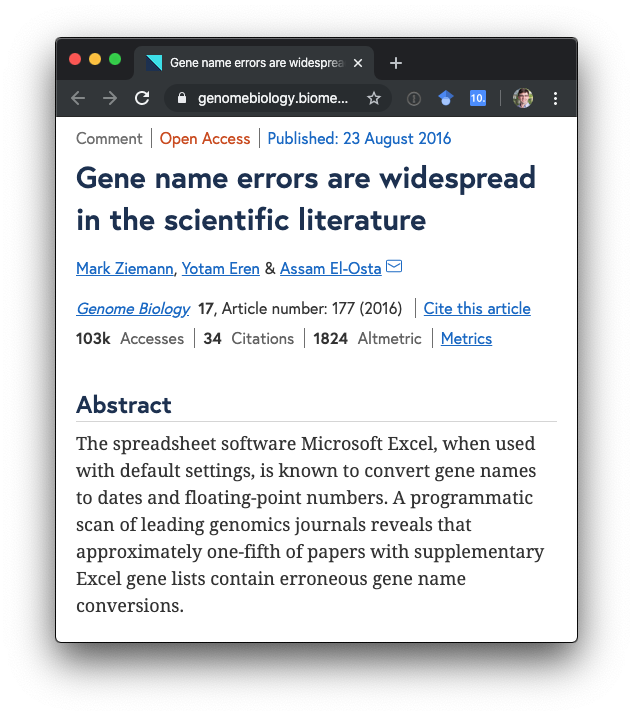 Gene name errors are widesprea
genomebiology.biome...
10.
Comment Open Access Published: 23 August 2016
Gene name errors are widespread
in the scientific literature
Mark Ziemann, Yotam Eren & Assam El-Osta
Genome Biology 17, Article number: 177 (2016) Cite this article
103k Accesses 34 Citations 1824 Altmetric Metrics
Abstract
The spreadsheet software Microsoft Excel, when used
with default settings, is known to convert gene names
to dates and floating-point numbers. A programmatic
scan of leading genomics journals reveals that
approximately one-fifth of papers with supplementary
Excel gene lists contain erroneous gene name
conversions.